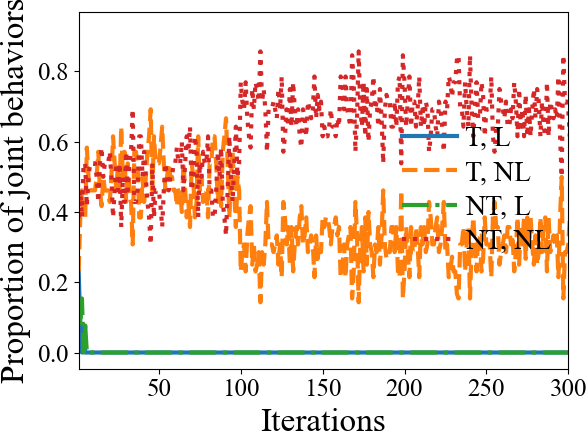 Proportion of joint behaviors
0.8
0.6
0.4
0.2
0.0
T, L
T, NL
NT, L
NT, NL
50 100 150 200 250 300
Iterations